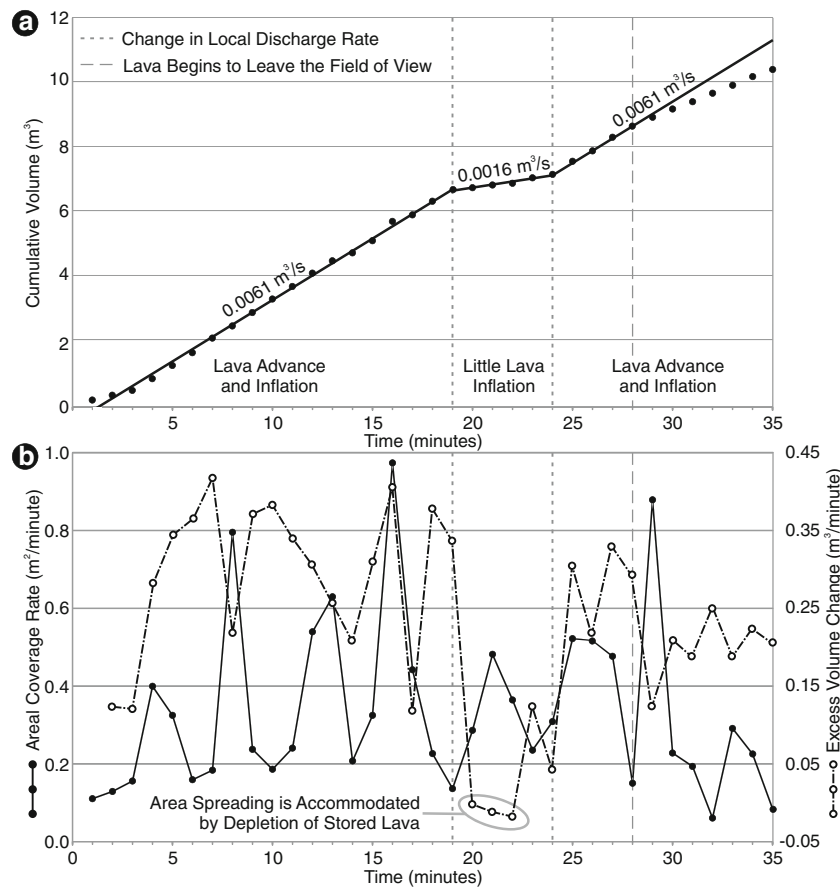 a
12
10
8
6
4
2
0
Cumulative Volume (m³)
Change in Local Discharge Rate
Lava Begins to Leave the Field of View
0.0061 m³/s
0.0016 m³/s
0.0061 m³/s
Lava Advance
and Inflation
Little Lava
Inflation
Lava Advance
and Inflation
5 10 15 20 25 30 35
Time (minutes)
b
1.0
0.8
0.6
0.4
0.2
0.0
Areal Coverage Rate (m²/minute)
0.45
0.35
0.25
0.15
0.05
-0.05
Excess Volume Change (m³/minute)
Area Spreading is Accommodated
by Depletion of Stored Lava
0 5 10 15 20 25 30 35
Time (minutes)